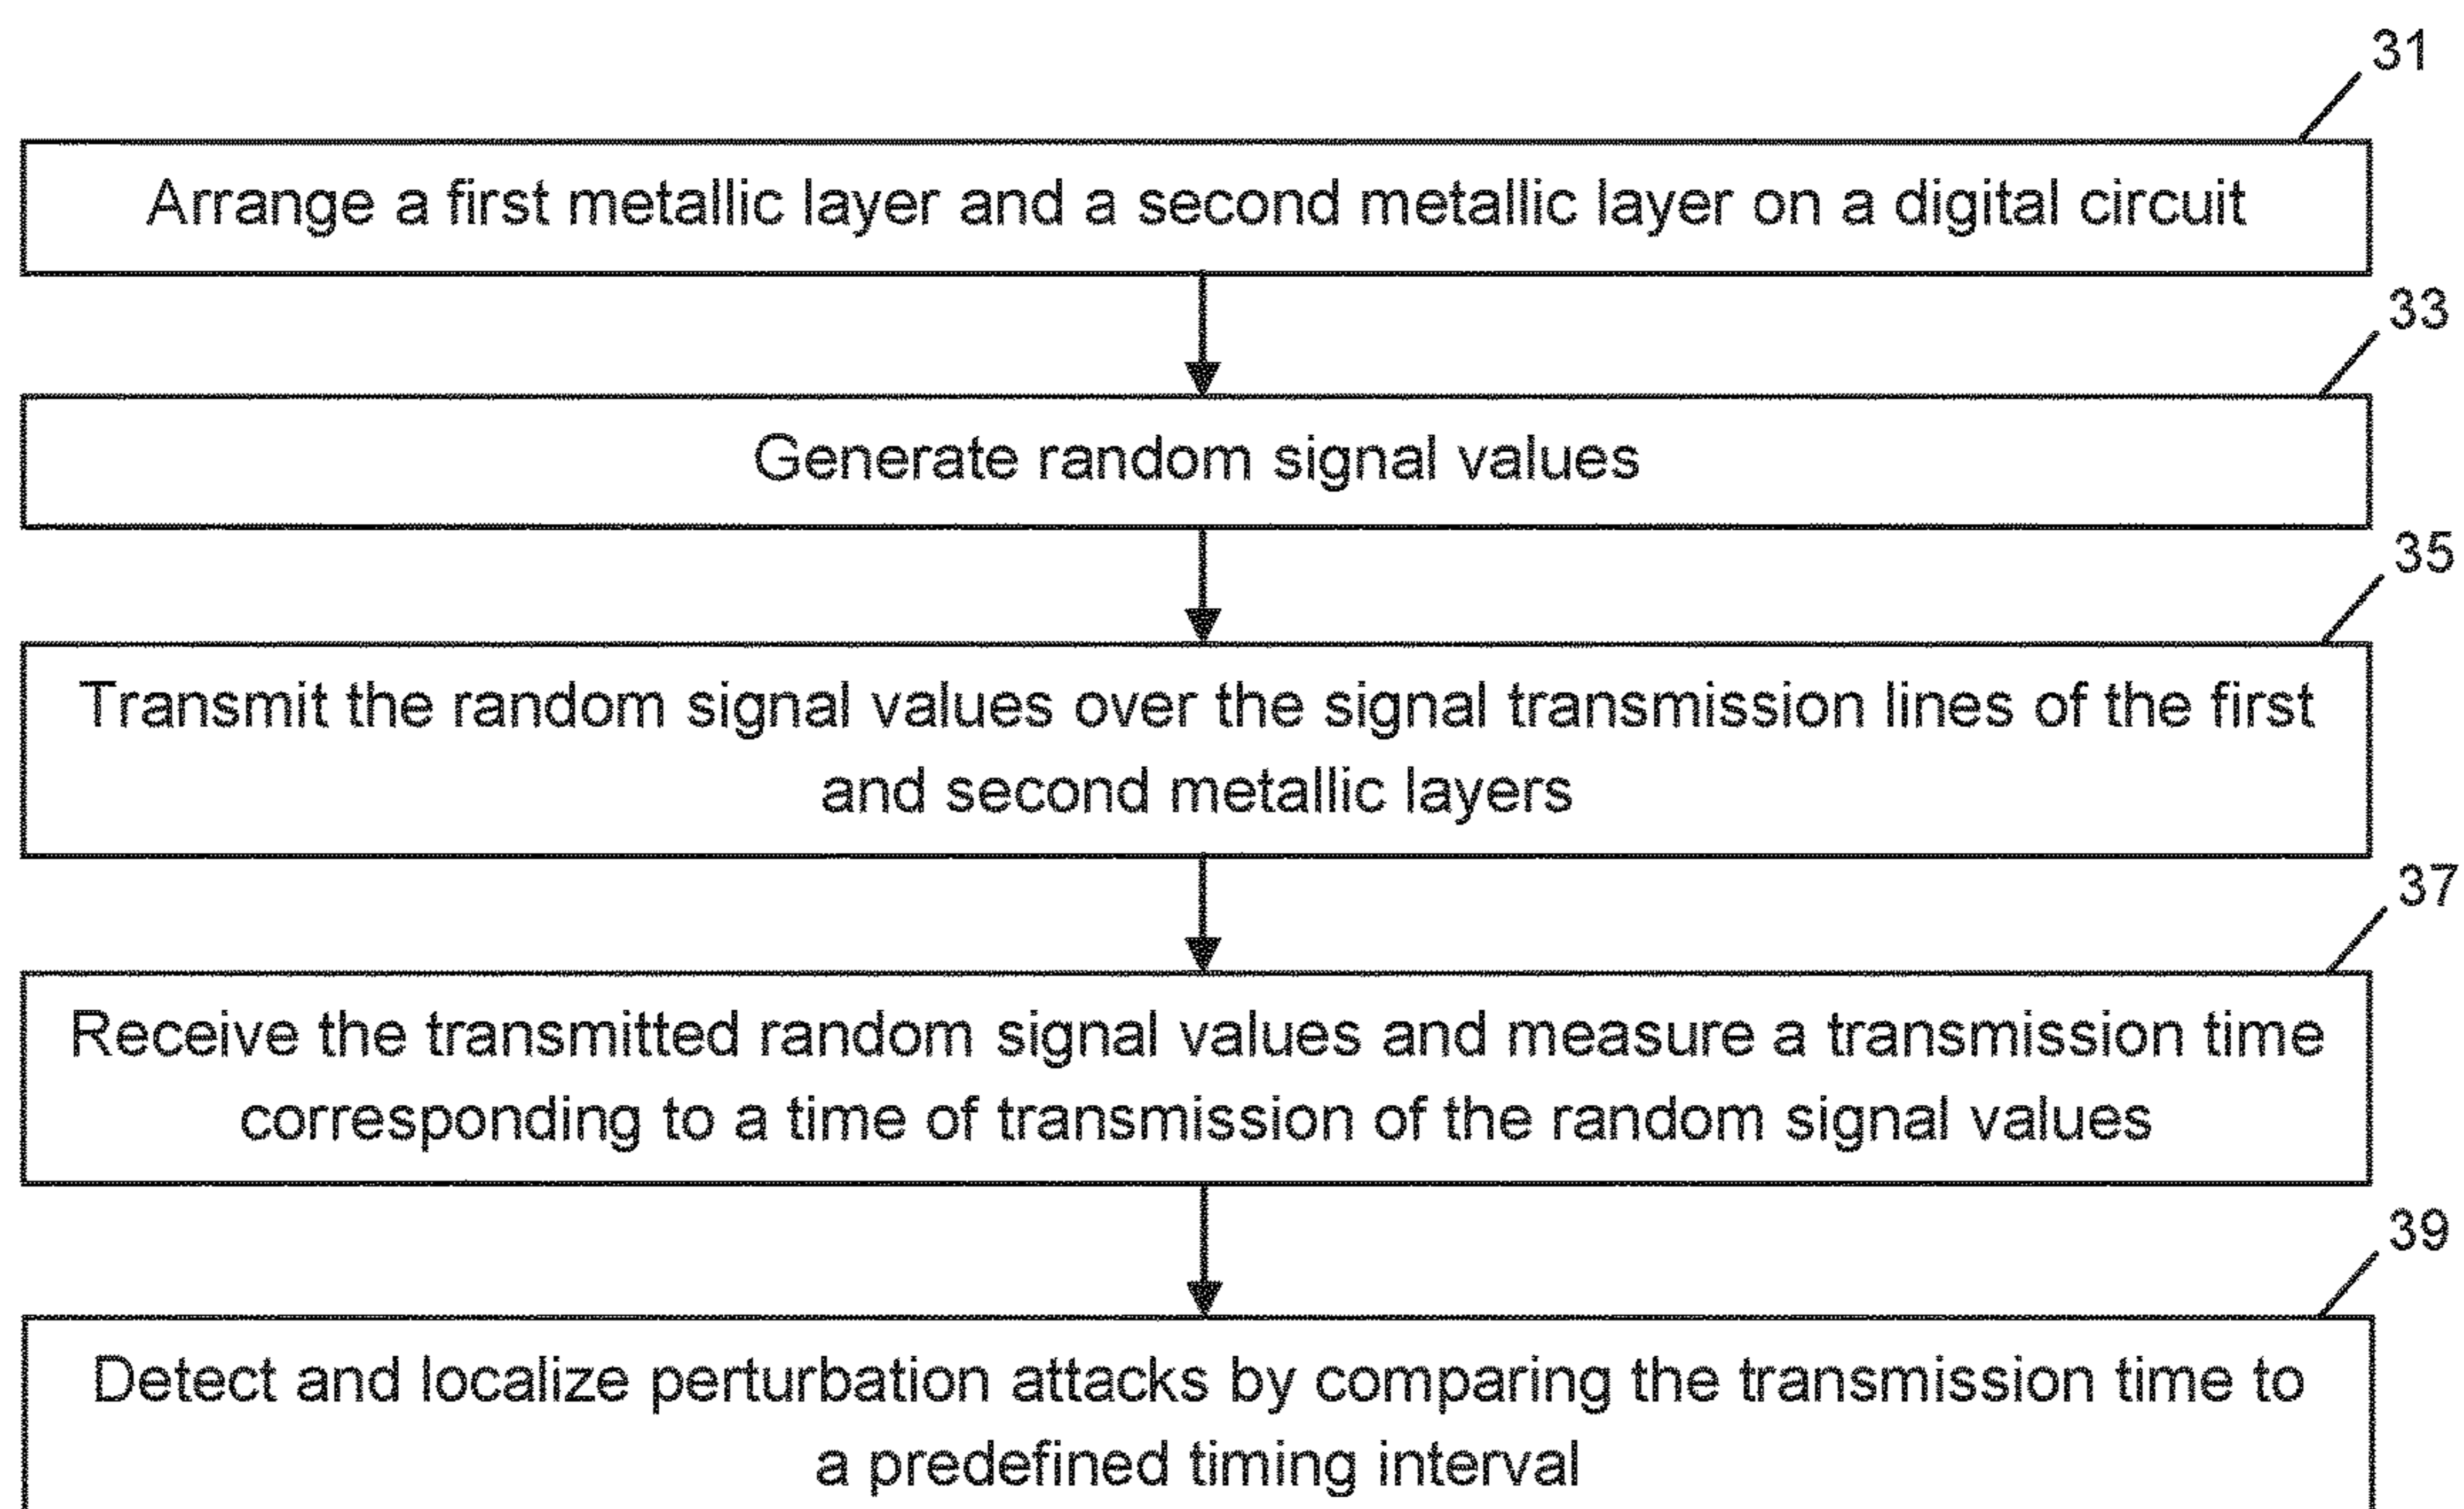 31
Arrange a first metallic layer and a second metallic layer on a digital circuit
33
Generate random signal values
35
Transmit the random signal values over the signal transmission lines of the first
and second metallic layers
37
Receive the transmitted random signal values and measure a transmission time
corresponding to a time of transmission of the random signal values
39
Detect and localize perturbation attacks by comparing the transmission time to
a predefined timing interval